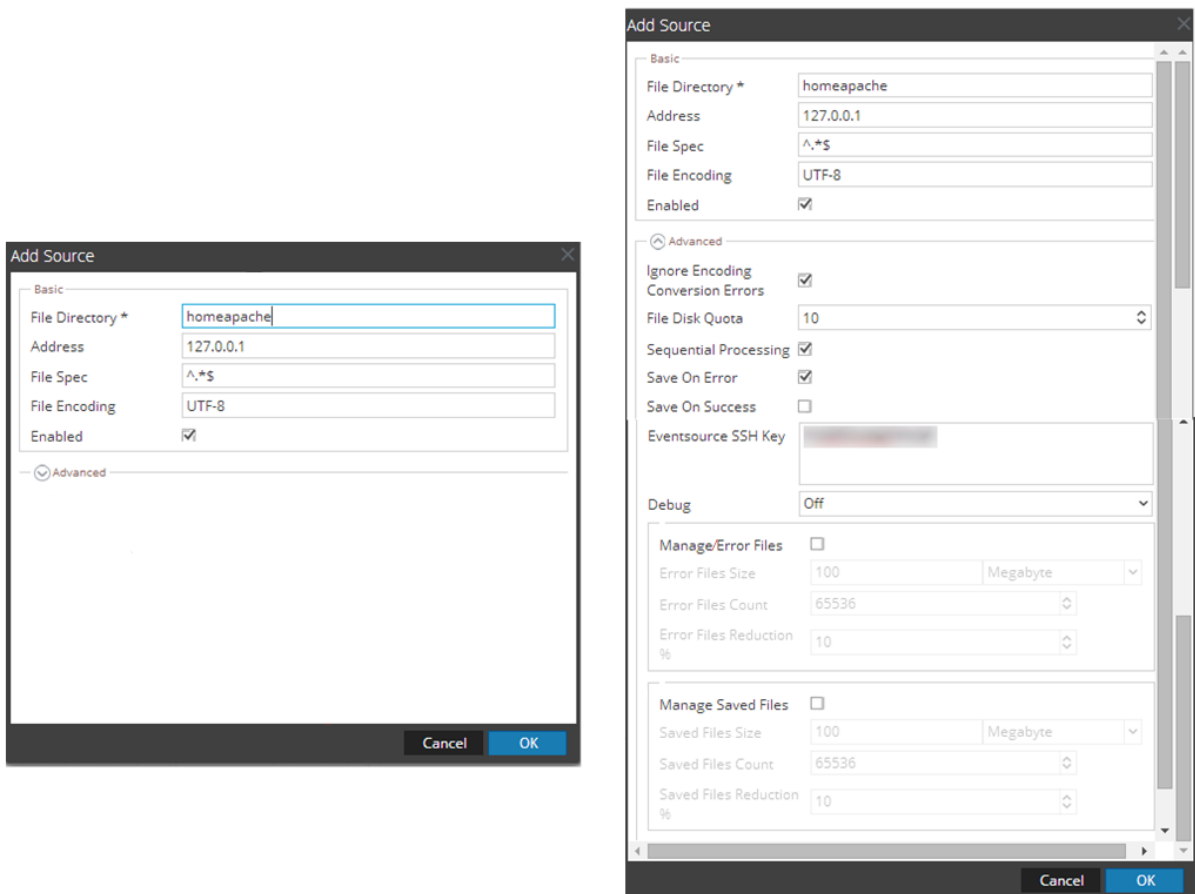 Add Source
Basic
File Directory * homeapache
Address 127.0.0.1
File Spec ^.*$
File Encoding UTF-8
Enabled
Advanced
Cancel OK
Add Source
Basic
File Directory * homeapache
Address 127.0.0.1
File Spec ^.*$
File Encoding UTF-8
Enabled
Advanced
Ignore Encoding
Conversion Errors
File Disk Quota 10
Sequential Processing
Save On Error
Save On Success
Eventsource SSH Key
Debug Off
Manage/Error Files
Error Files Size 100 Megabyte
Error Files Count 65536
Error Files Reduction
% 10
Manage Saved Files
Saved Files Size 100 Megabyte
Saved Files Count 65536
Saved Files Reduction
% 10
Cancel OK